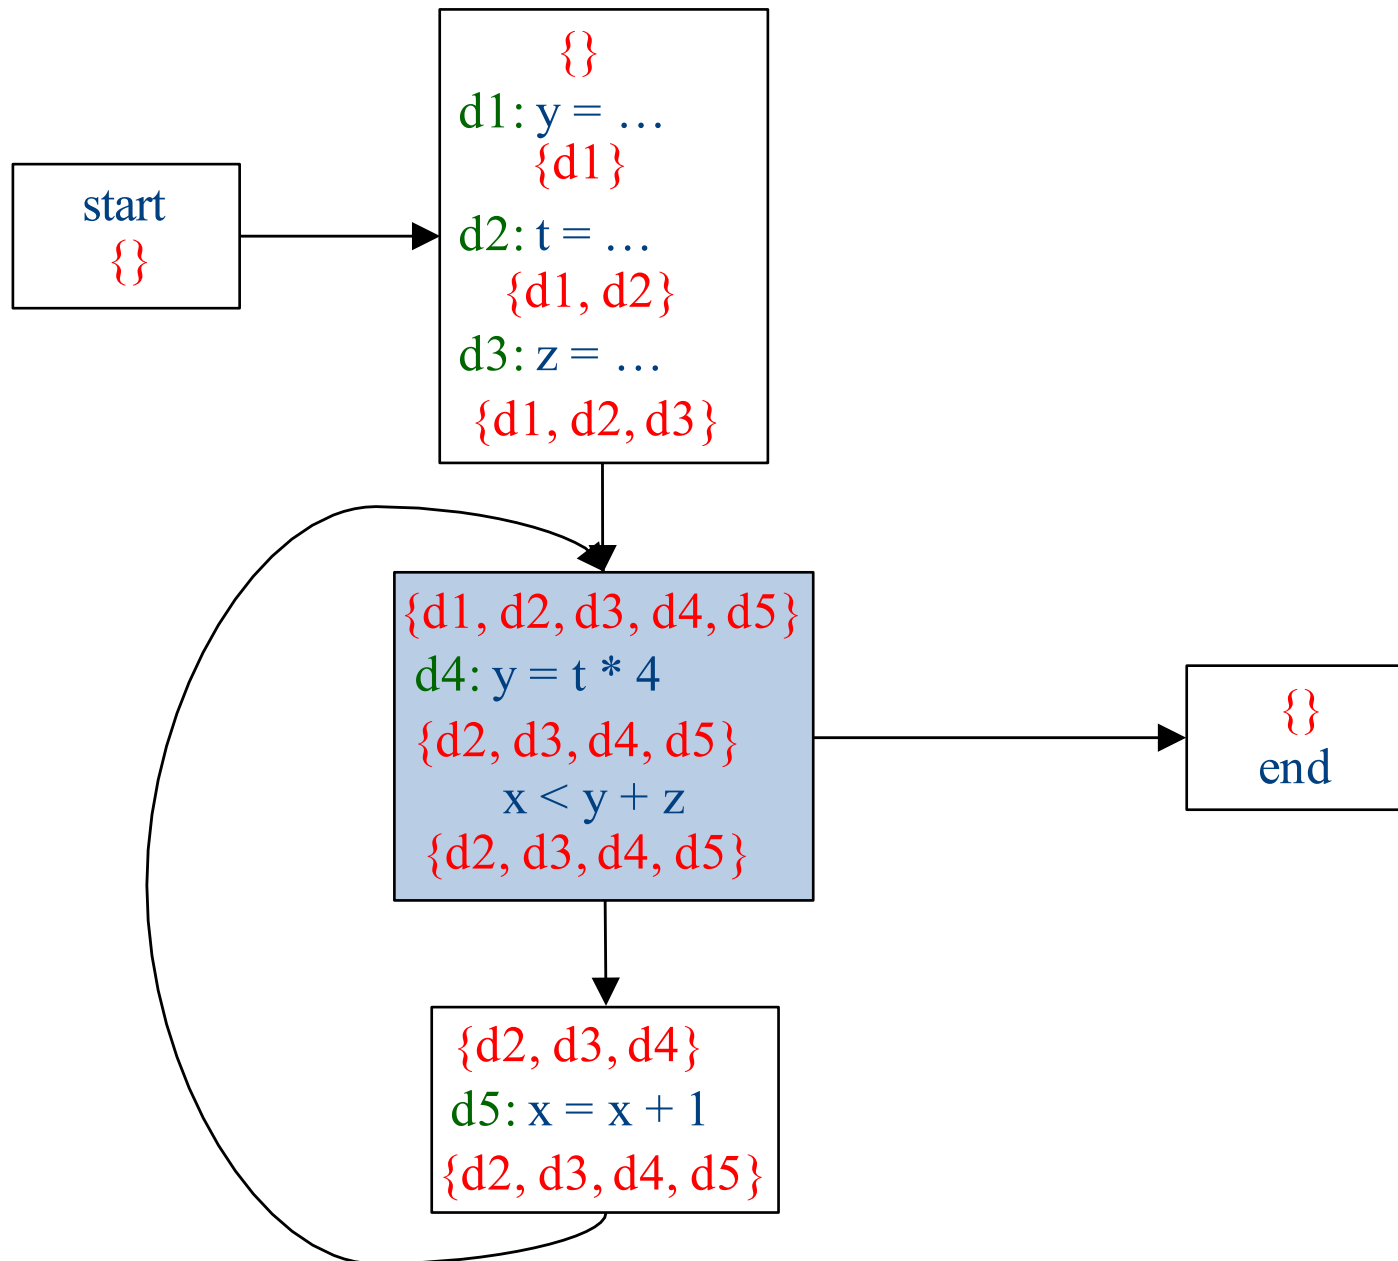 start
{}
{}
d1: y = …
{d1}
d2: t = …
{d1, d2}
d3: z = …
{d1, d2, d3}
{d1, d2, d3, d4, d5}
d4: y = t * 4
{d2, d3, d4, d5}
x < y + z
{d2, d3, d4, d5}
{}
end
{d2, d3, d4}
d5: x = x + 1
{d2, d3, d4, d5}